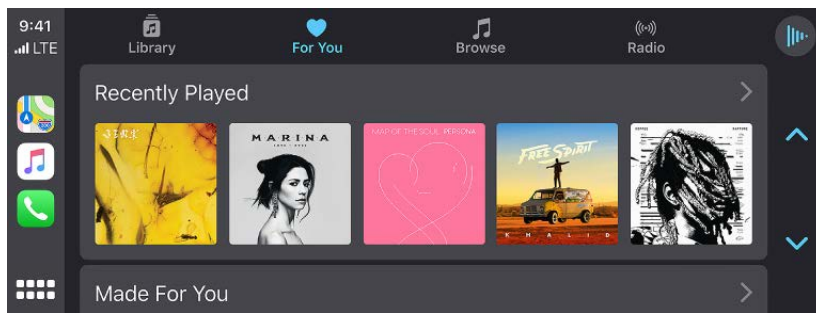 9:41
LTE
Library
For You
Browse
Radio
Recently Played
MARINA
MAP OF THE SOUL : PERSONA
FREE SPIRIT
KHALID
Made For You